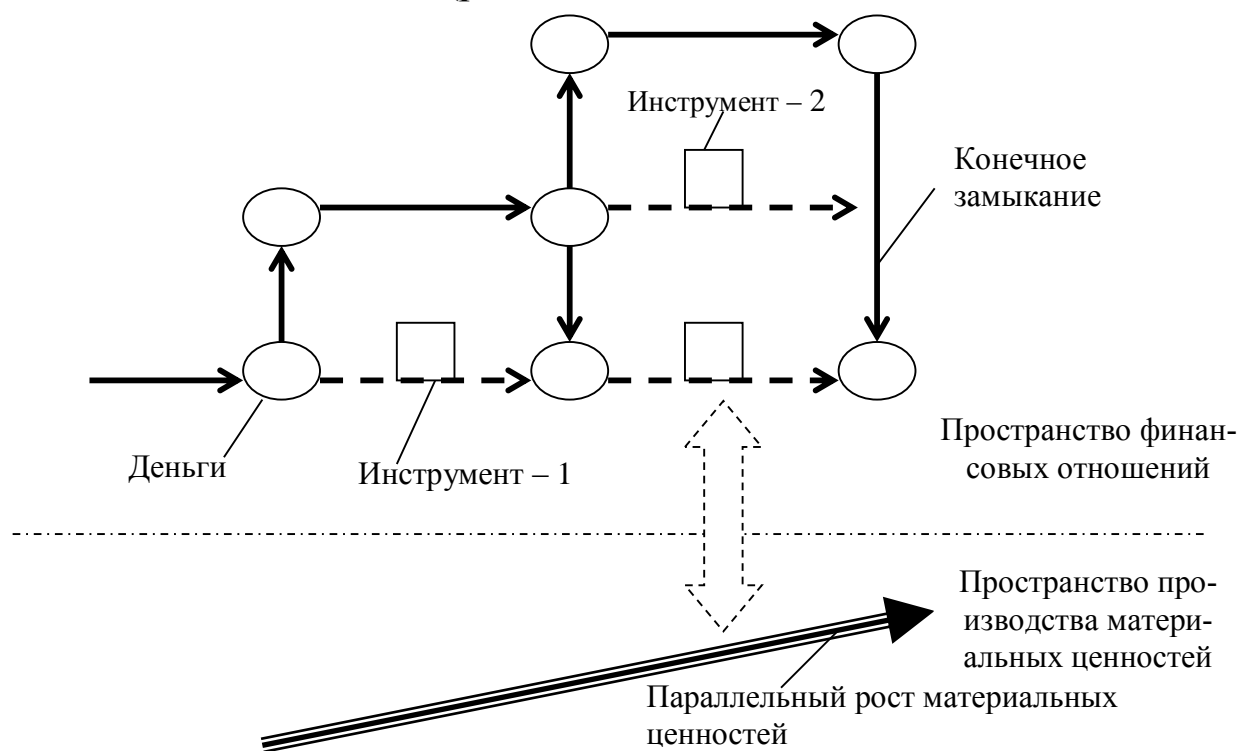 Инструмент – 2
Конечное
замыкание
Деньги
Инструмент – 1
Пространство финан-
совых отношений
Пространство про-
изводства матери-
альных ценностей
Параллельный рост материальных
ценностей